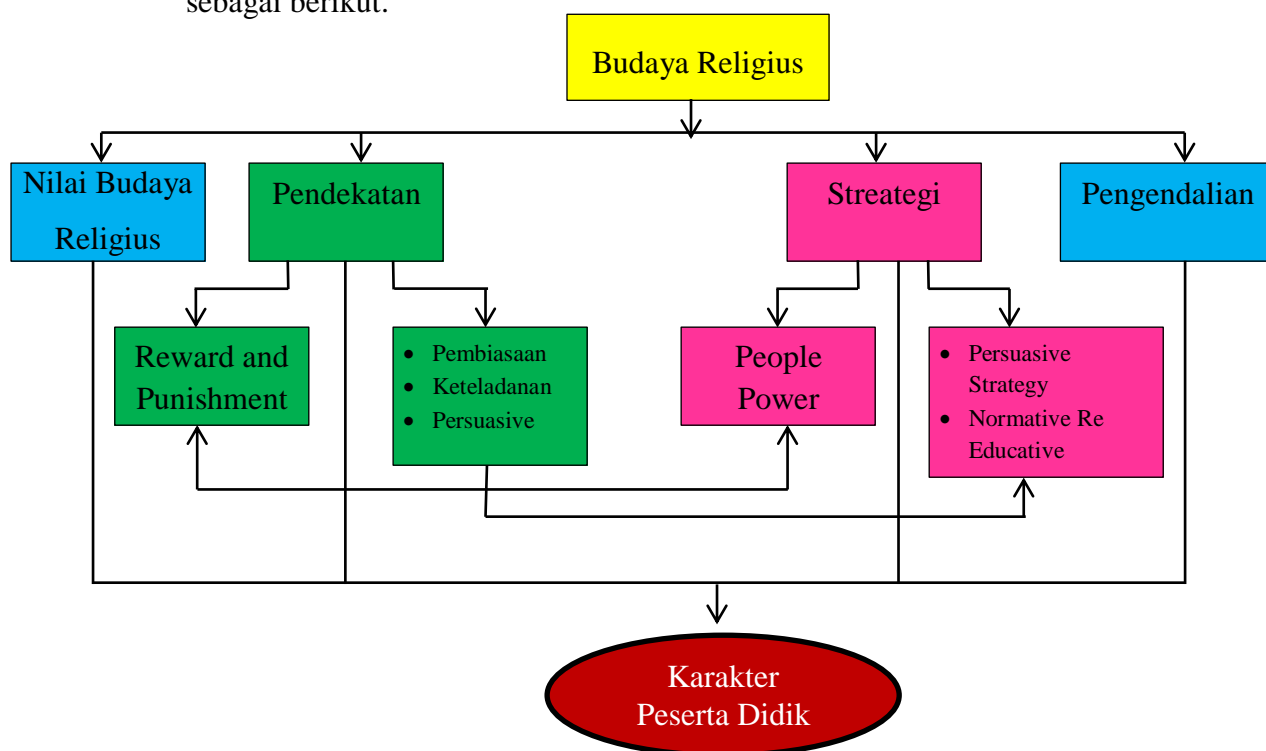 sebagai berikut.
Budaya Religius
Nilai Budaya
Religius
Pendekatan
Streategi
Pengendalian
Reward and
Punishment
• Pembiasaan
• Keteladanan
• Persuasive
People
Power
• Persuasive
Strategy
• Normative Re
Educative
Karakter
Peserta Didik